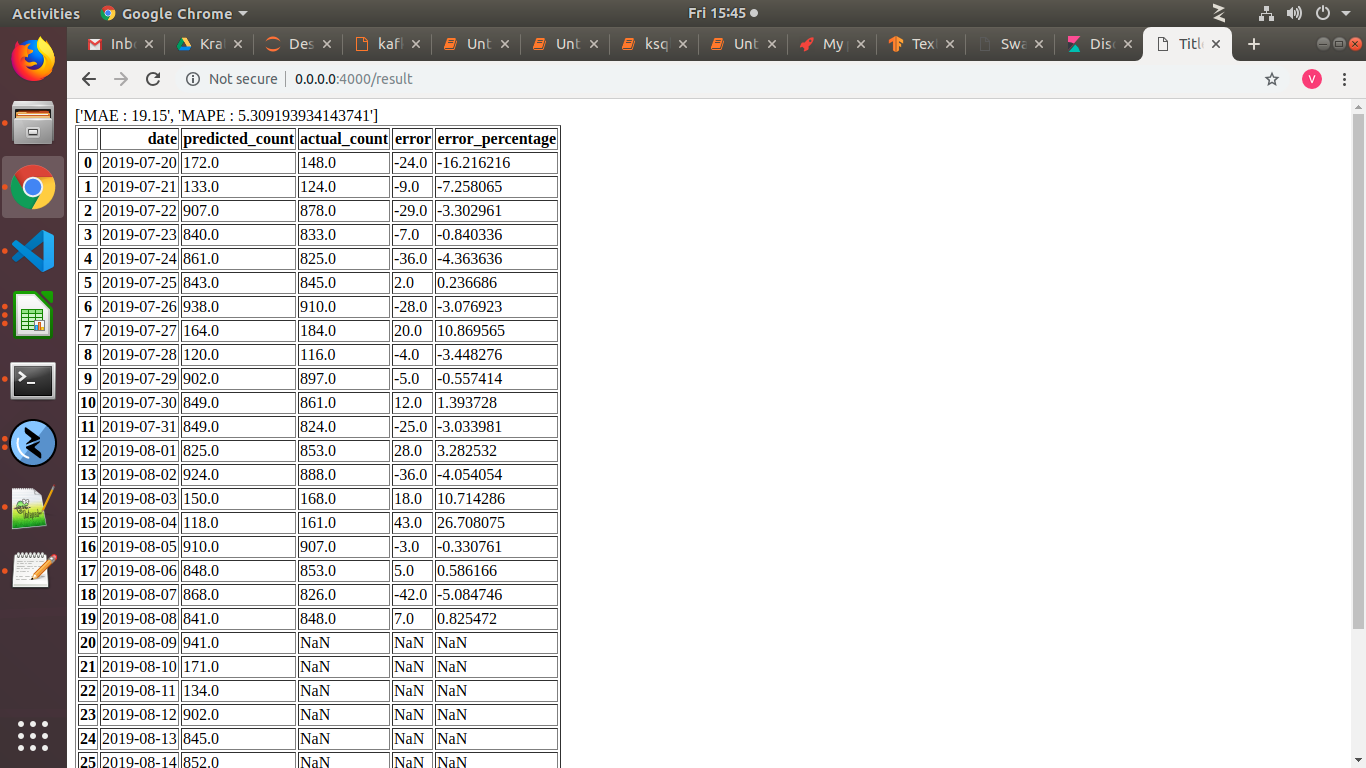 Activities Google Chrome Fri 15:45
Inb Kra Des kafl Unt Unt ksq Unt My Text Swa Disc Title
Not secure 0.0.0.0:4000/result V
['MAE : 19.15', 'MAPE : 5.309193934143741']
date predicted_count actual_count error error_percentage
0 2019-07-20 172.0 148.0 -24.0 -16.216216
1 2019-07-21 133.0 124.0 -9.0 -7.258065
2 2019-07-22 907.0 878.0 -29.0 -3.302961
3 2019-07-23 840.0 833.0 -7.0 -0.840336
4 2019-07-24 861.0 825.0 -36.0 -4.363636
5 2019-07-25 843.0 845.0 2.0 0.236686
6 2019-07-26 938.0 910.0 -28.0 -3.076923
7 2019-07-27 164.0 184.0 20.0 10.869565
8 2019-07-28 120.0 116.0 -4.0 -3.448276
9 2019-07-29 902.0 897.0 -5.0 -0.557414
10 2019-07-30 849.0 861.0 12.0 1.393728
11 2019-07-31 849.0 824.0 -25.0 -3.033981
12 2019-08-01 825.0 853.0 28.0 3.282532
13 2019-08-02 924.0 888.0 -36.0 -4.054054
14 2019-08-03 150.0 168.0 18.0 10.714286
15 2019-08-04 118.0 161.0 43.0 26.708075
16 2019-08-05 910.0 907.0 -3.0 -0.330761
17 2019-08-06 848.0 853.0 5.0 0.586166
18 2019-08-07 868.0 826.0 -42.0 -5.084746
19 2019-08-08 841.0 848.0 7.0 0.825472
20 2019-08-09 941.0 NaN NaN NaN
21 2019-08-10 171.0 NaN NaN NaN
22 2019-08-11 134.0 NaN NaN NaN
23 2019-08-12 902.0 NaN NaN NaN
24 2019-08-13 845.0 NaN NaN NaN
25 2019-08-14 852.0 NaN NaN NaN